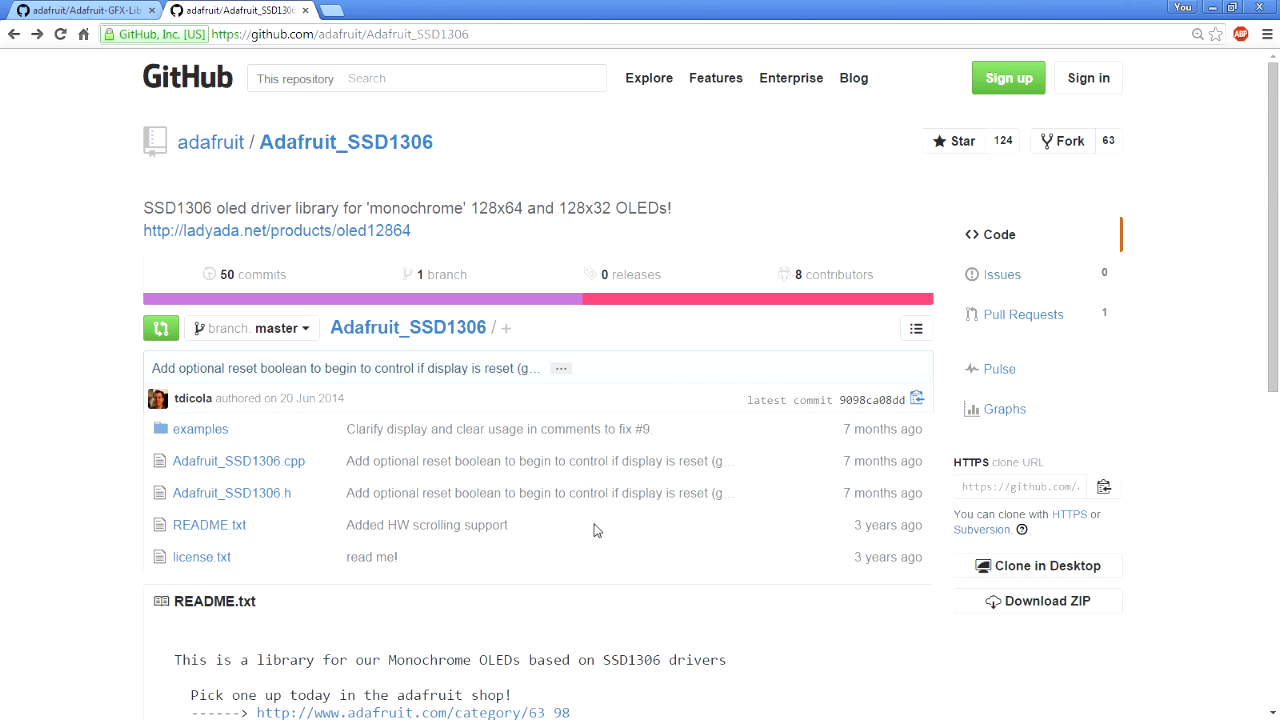 adafruit/Adafruit-GFX-Lib
adafruit/Adafruit_SSD130
You
GitHub, Inc. [US] https://github.com/adafruit/Adafruit_SSD1306
ABP
GitHub
This repository Search
Explore Features Enterprise Blog
Sign up Sign in
adafruit / Adafruit_SSD1306
Star 124 Fork 63
SSD1306 oled driver library for 'monochrome' 128x64 and 128x32 OLEDs!
http://ladyada.net/products/oled12864
50 commits 1 branch 0 releases 8 contributors
branch: master Adafruit_SSD1306 / +
Add optional reset boolean to begin to control if display is reset (g… …
tdicola authored on 20 Jun 2014 latest commit 9098ca08dd
examples Clarify display and clear usage in comments to fix #9. 7 months ago
Adafruit_SSD1306.cpp Add optional reset boolean to begin to control if display is reset (g… 7 months ago
Adafruit_SSD1306.h Add optional reset boolean to begin to control if display is reset (g… 7 months ago
README.txt Added HW scrolling support 3 years ago
license.txt read me! 3 years ago
README.txt
This is a library for our Monochrome OLEDs based on SSD1306 drivers
Pick one up today in the adafruit shop!
------> http://www.adafruit.com/category/63_98
Code
Issues 0
Pull Requests 1
Pulse
Graphs
HTTPS clone URL
https://github.com/
You can clone with HTTPS or
Subversion.
Clone in Desktop
Download ZIP